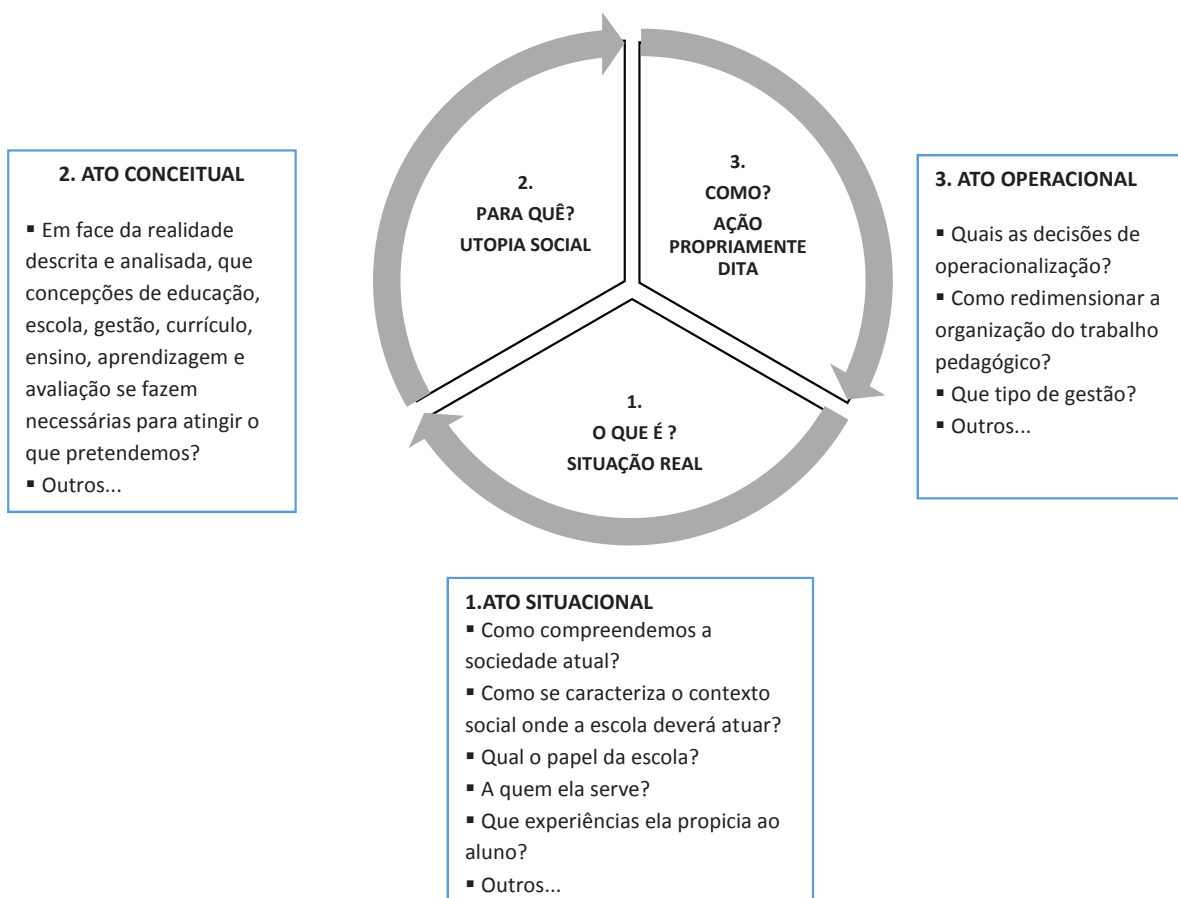 2.
PARA QUÊ?
UTOPIA SOCIAL
3.
COMO?
AÇÃO
PROPRIAMENTE
DITA
1.
O QUE É ?
SITUAÇÃO REAL
2. ATO CONCEITUAL
▪ Em face da realidade
descrita e analisada, que
concepções de educação,
escola, gestão, currículo,
ensino, aprendizagem e
avaliação se fazem
necessárias para atingir o
que pretendemos?
▪ Outros...
3. ATO OPERACIONAL
▪ Quais as decisões de
operacionalização?
▪ Como redimensionar a
organização do trabalho
pedagógico?
▪ Que tipo de gestão?
▪ Outros...
1.ATO SITUACIONAL
▪ Como compreendemos a
sociedade atual?
▪ Como se caracteriza o contexto
social onde a escola deverá atuar?
▪ Qual o papel da escola?
▪ A quem ela serve?
▪ Que experiências ela propicia ao
aluno?
▪ Outros...